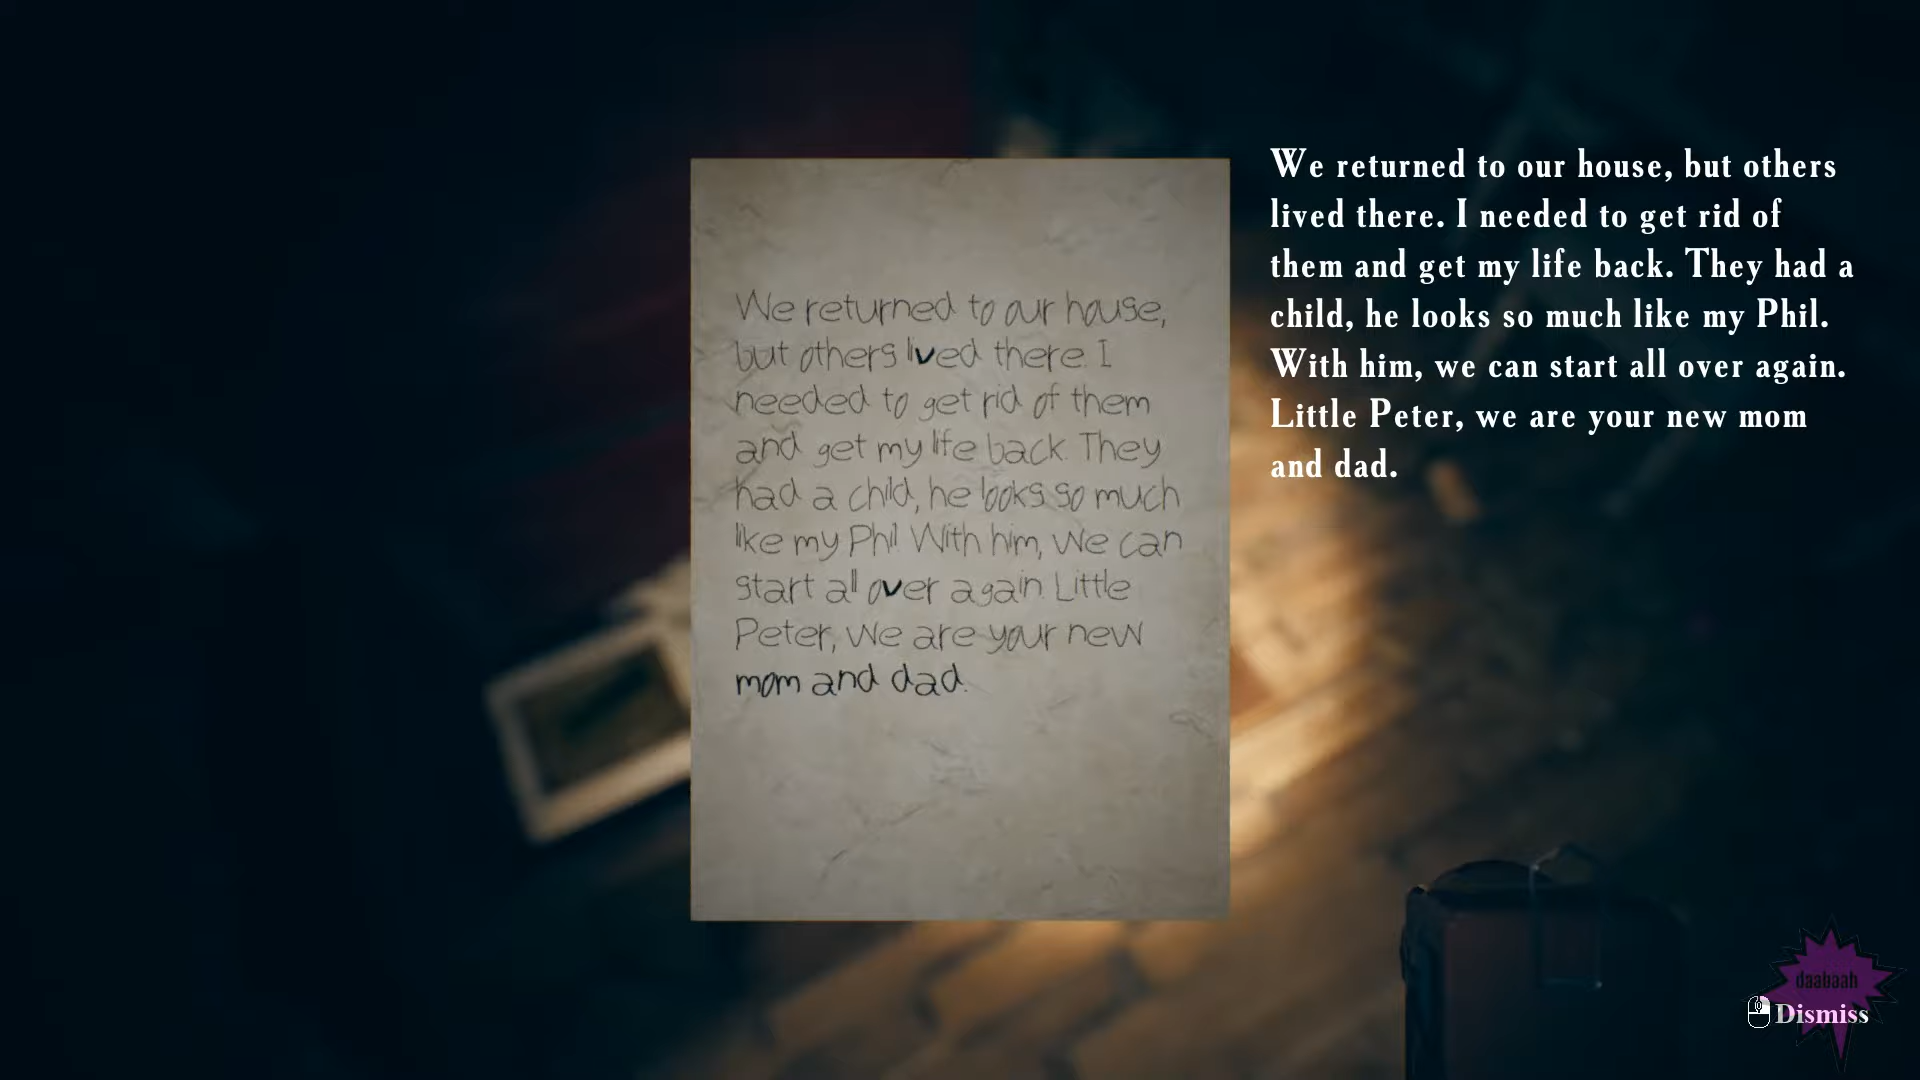 We returned to our house,
but others lived there. I
needed to get rid of them
and get my life back. They
had a child, he looks so much
like my Phil. With him, we can
start all over again. Little
Peter, we are your new
mom and dad.
We returned to our house, but others
lived there. I needed to get rid of
them and get my life back. They had a
child, he looks so much like my Phil.
With him, we can start all over again.
Little Peter, we are your new mom
and dad.
daabaah
Dismiss